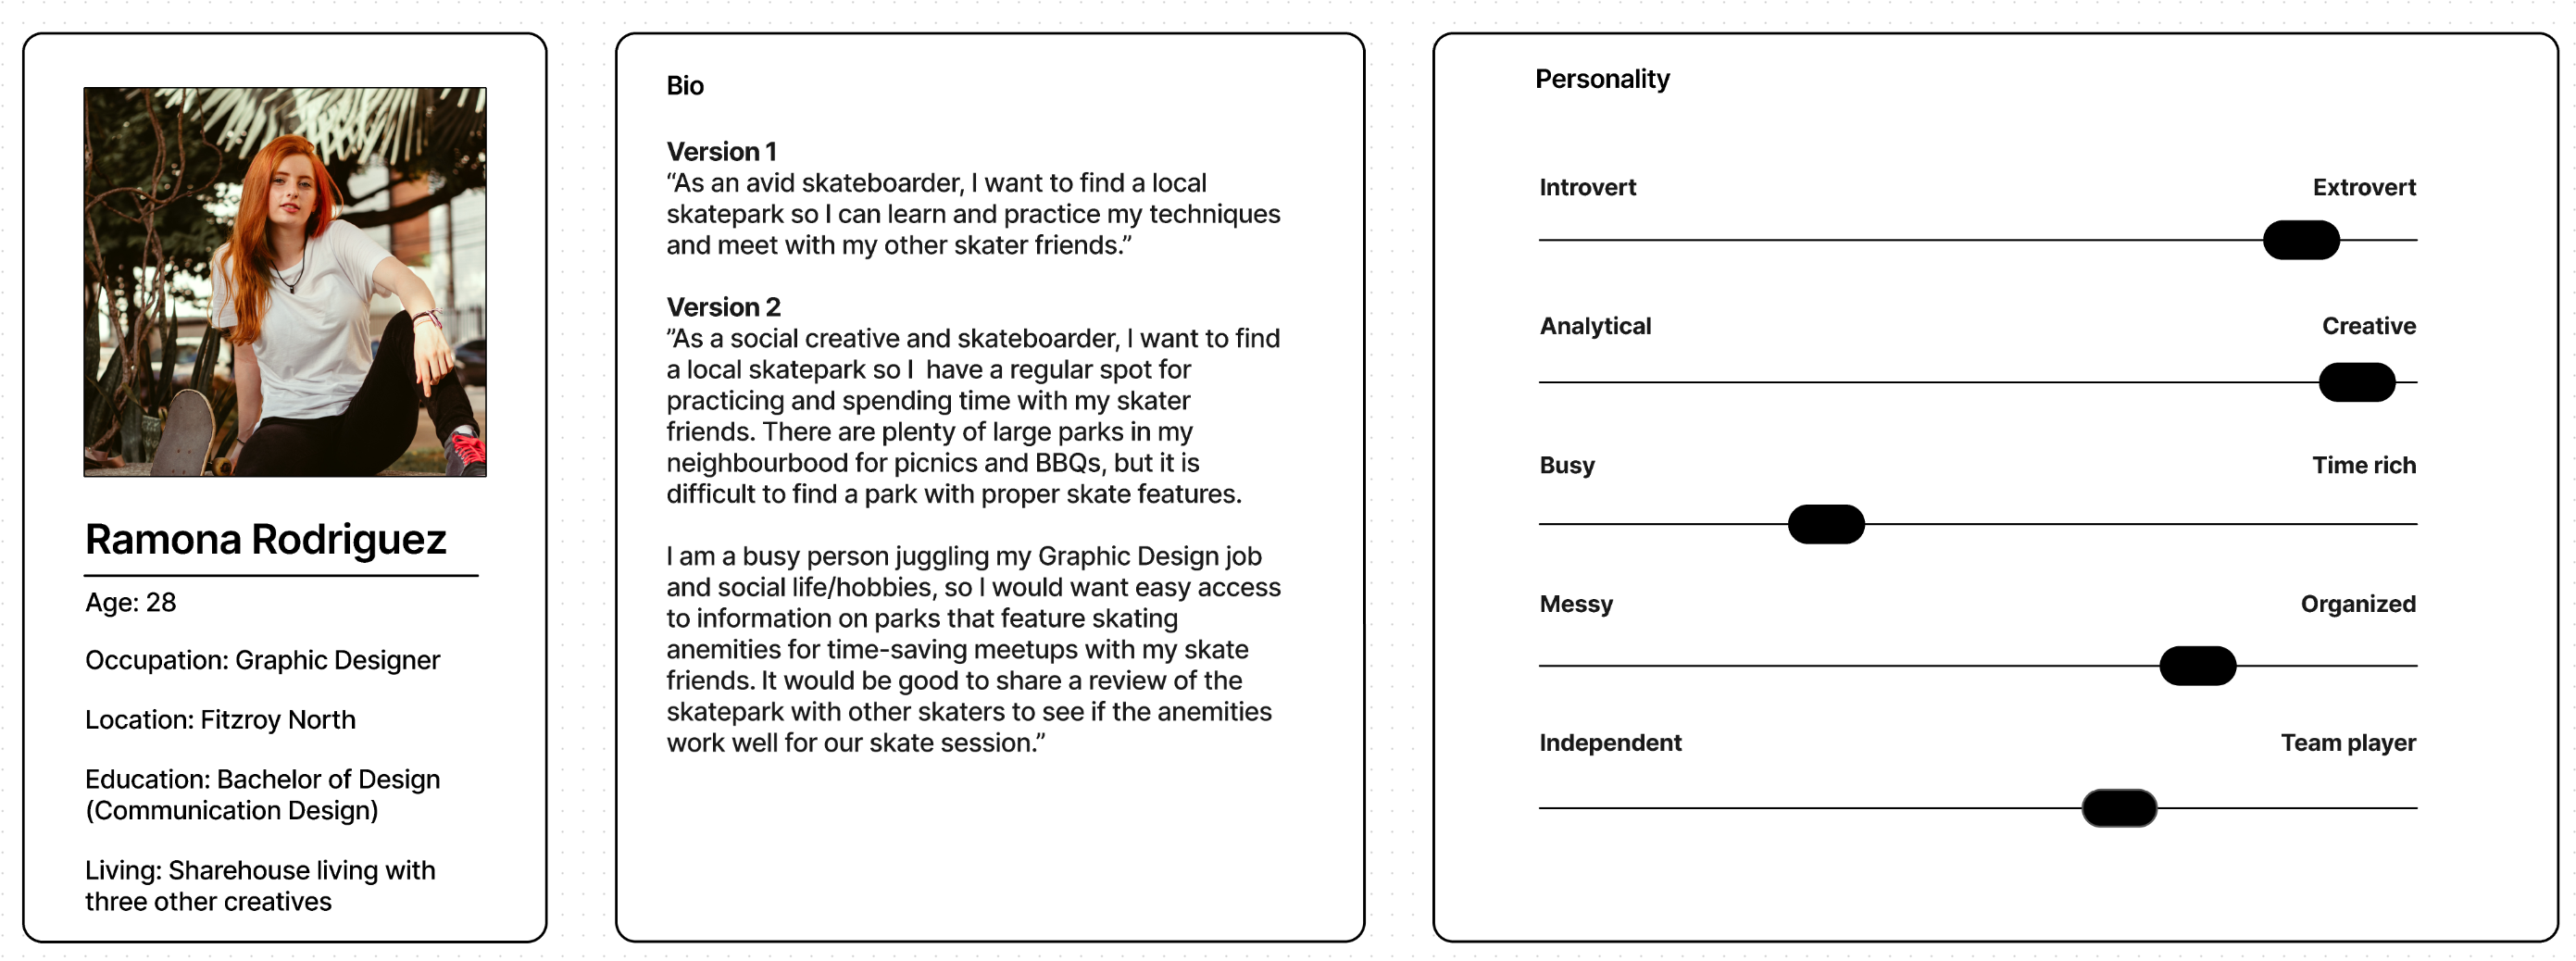 Ramona Rodriguez
Age: 28
Occupation: Graphic Designer
Location: Fitzroy North
Education: Bachelor of Design
(Communication Design)
Living: Sharehouse living with
three other creatives
Bio
Version 1
“As an avid skateboarder, I want to find a local
skatepark so I can learn and practice my techniques
and meet with my other skater friends.”
Version 2
”As a social creative and skateboarder, I want to find
a local skatepark so I  have a regular spot for
practicing and spending time with my skater
friends. There are plenty of large parks in my
neighbourbood for picnics and BBQs, but it is
difficult to find a park with proper skate features.
I am a busy person juggling my Graphic Design job
and social life/hobbies, so I would want easy access
to information on parks that feature skating
anemities for time-saving meetups with my skate
friends. It would be good to share a review of the
skatepark with other skaters to see if the anemities
work well for our skate session.”
Personality
Introvert Extrovert
Analytical Creative
Busy Time rich
Messy Organized
Independent Team player